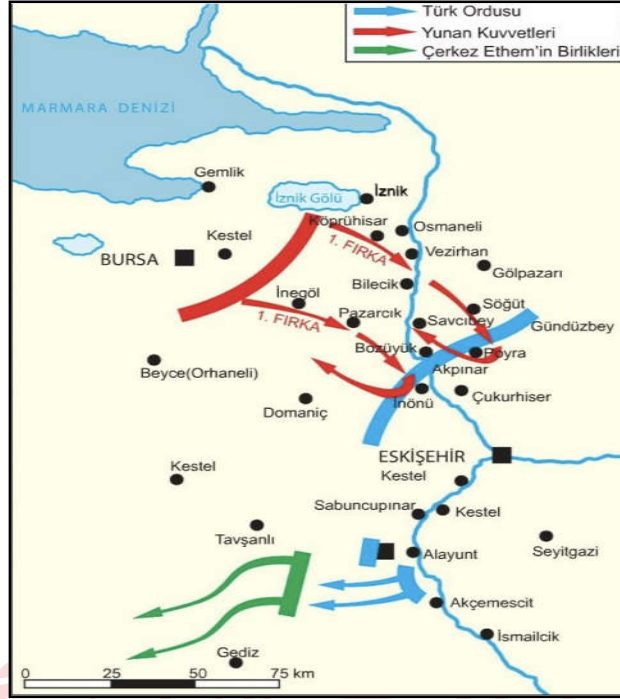 Türk Ordusu
Yunan Kuvvetleri
Çerkez Ethem'in Birlikleri
MARMARA DENİZİ
Gemlik
İznik
İznik Gölü
Köprühisar
Osmaneli
Kestel
1. FIRKA
Vezirhan
BURSA
Gölpazarı
Bilecik
İnegöl
Söğüt
1. FIRKA
Pazarcık
Savcıbey
Gündüzbey
Bozüyük
Poyra
Beyce(Orhaneli)
Akpınar
İnönü
Çukurhiser
Domaniç
ESKİŞEHİR
Kestel
Kestel
Sabuncupınar
Kestel
Tavşanlı
Seyitgazi
Alayunt
Akçemescit
Gediz
İsmailcik
0 25 50 75 km